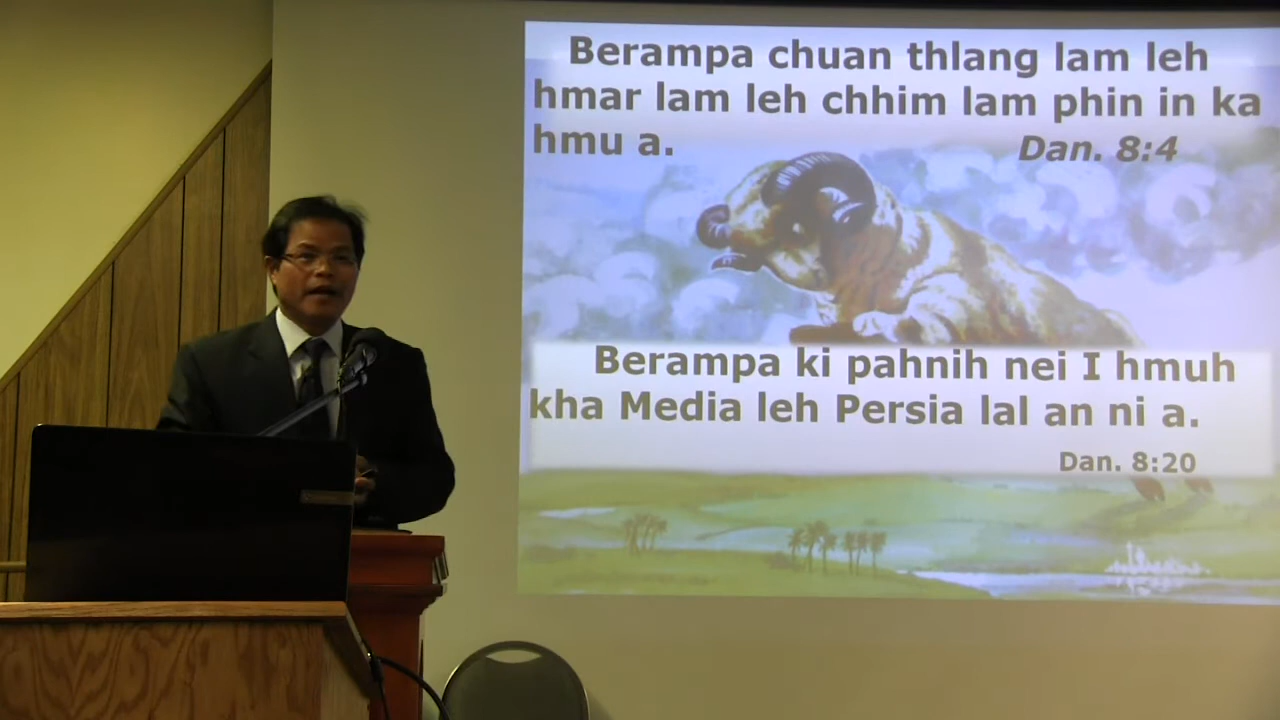 Berampa chuan thlang lam leh
hmar lam leh chhim lam phin in ka
hmu a.
Dan. 8:4
Berampa ki pahnih nei I hmuh
kha Media leh Persia lal an ni a.
Dan. 8:20